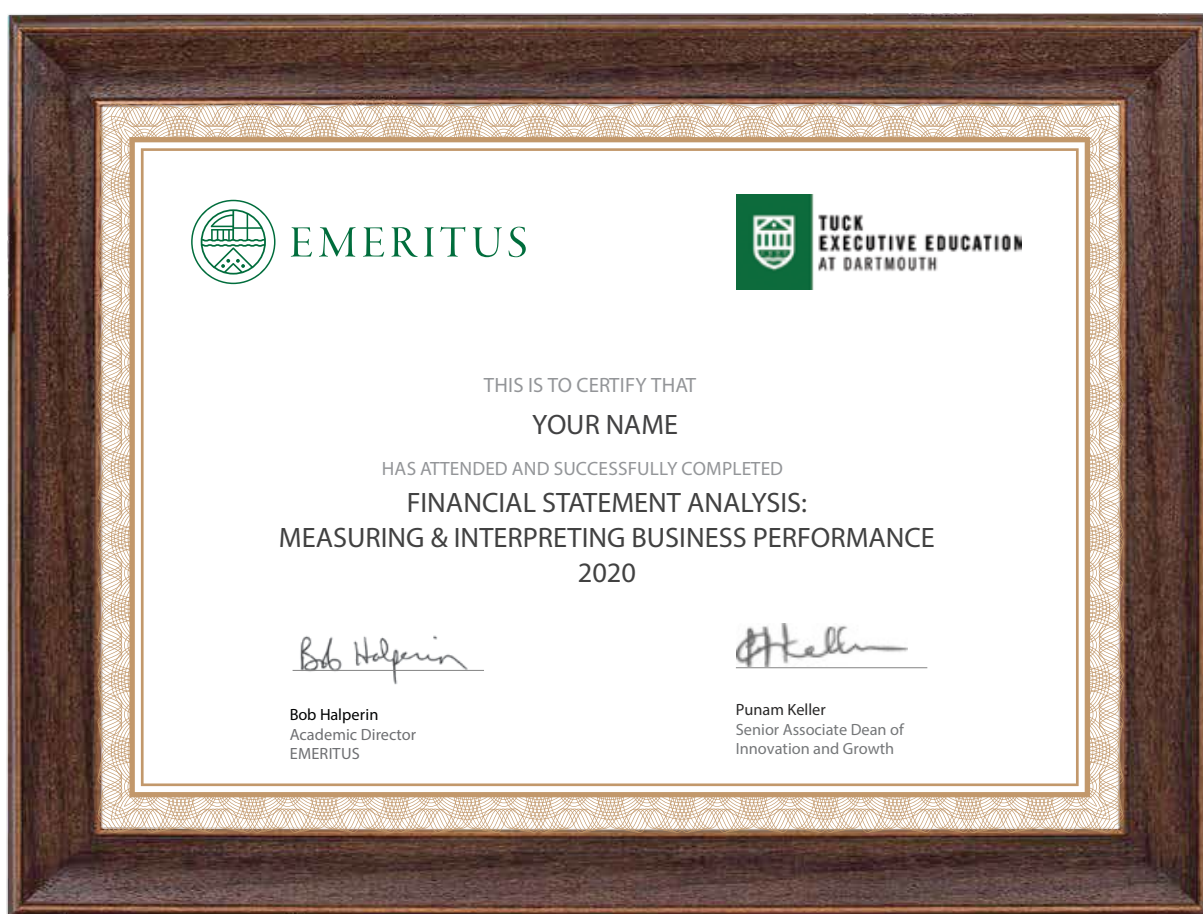 EMERITUS
TUCK
EXECUTIVE EDUCATION
AT DARTMOUTH
THIS IS TO CERTIFY THAT
YOUR NAME
HAS ATTENDED AND SUCCESSFULLY COMPLETED
FINANCIAL STATEMENT ANALYSIS:
MEASURING & INTERPRETING BUSINESS PERFORMANCE
2020
Bob Halperin
Bob Halperin
Academic Director
EMERITUS
Keller
Punam Keller
Senior Associate Dean of
Innovation and Growth